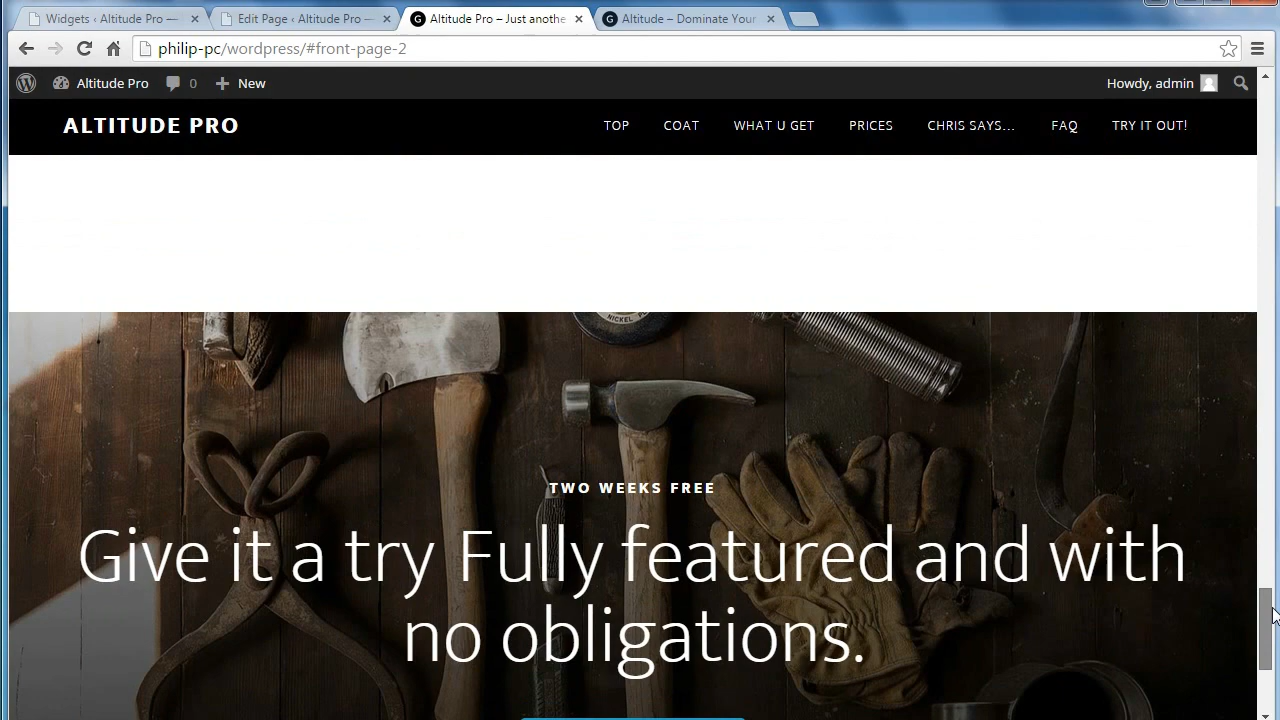 Widgets ‹ Altitude Pro —
Edit Page ‹ Altitude Pro —
Altitude Pro – Just anothe
Altitude – Dominate Your
philip-pc/wordpress/#front-page-2
Altitude Pro
0
New
Howdy, admin
ALTITUDE PRO
TOP
COAT
WHAT U GET
PRICES
CHRIS SAYS...
FAQ
TRY IT OUT!
TWO WEEKS FREE
Give it a try Fully featured and with
no obligations.